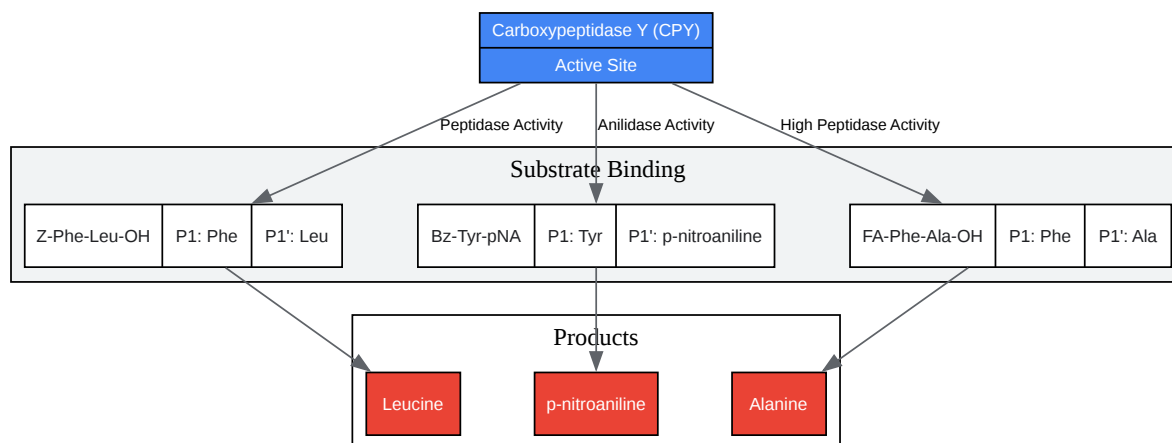 Carboxypeptidase Y (CPY)
Active Site
Peptidase Activity
Anilidase Activity
High Peptidase Activity
Substrate Binding
Z-Phe-Leu-OH
P1: Phe
P1': Leu
Bz-Tyr-pNA
P1: Tyr
P1': p-nitroaniline
FA-Phe-Ala-OH
P1: Phe
P1': Ala
Products
Leucine
p-nitroaniline
Alanine